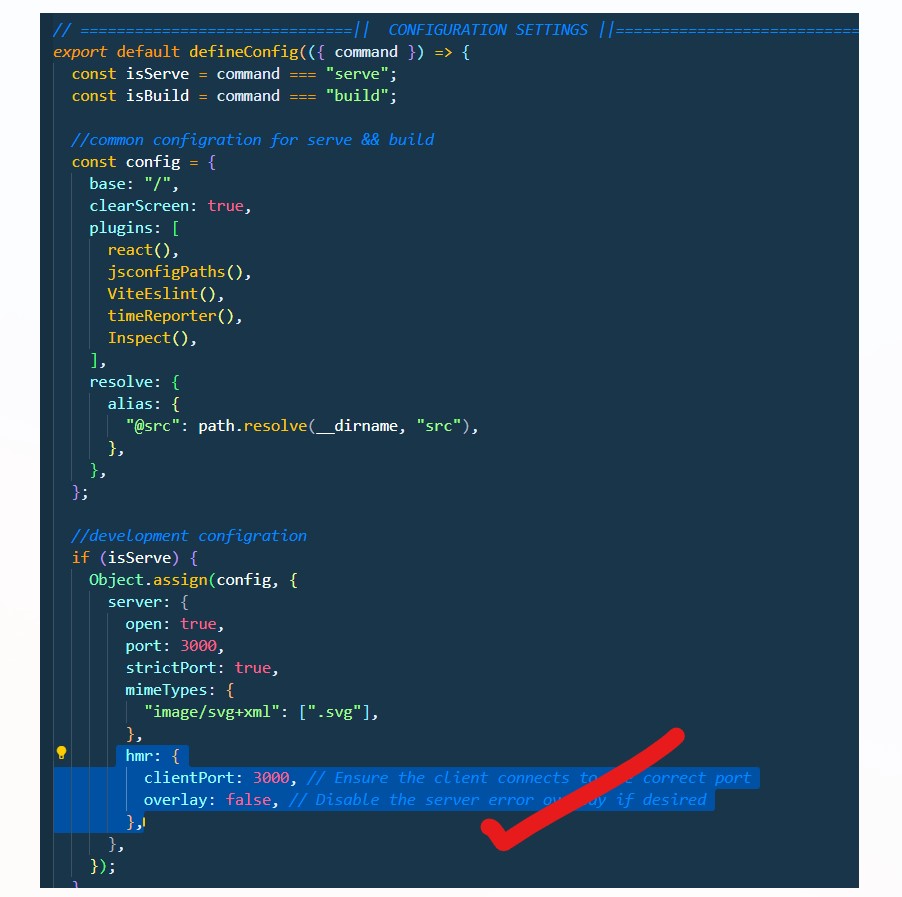 // ==============================||  CONFIGURATION SETTINGS ||===========================
export default defineConfig(({ command }) => {
const isServe = command === "serve";
const isBuild = command === "build";
//common configration for serve && build
const config = {
base: "/",
clearScreen: true,
plugins: [
react(),
jsconfigPaths(),
ViteEslint(),
timeReporter(),
Inspect(),
],
resolve: {
alias: {
"@src": path.resolve(__dirname, "src"),
},
},
};
//development configration
if (isServe) {
Object.assign(config, {
server: {
open: true,
port: 3000,
strictPort: true,
mimeTypes: {
"image/svg+xml": [".svg"],
},
hmr: {
clientPort: 3000, // Ensure the client connects to the correct port
overlay: false, // Disable the server error overlay if desired
},
},
});
}